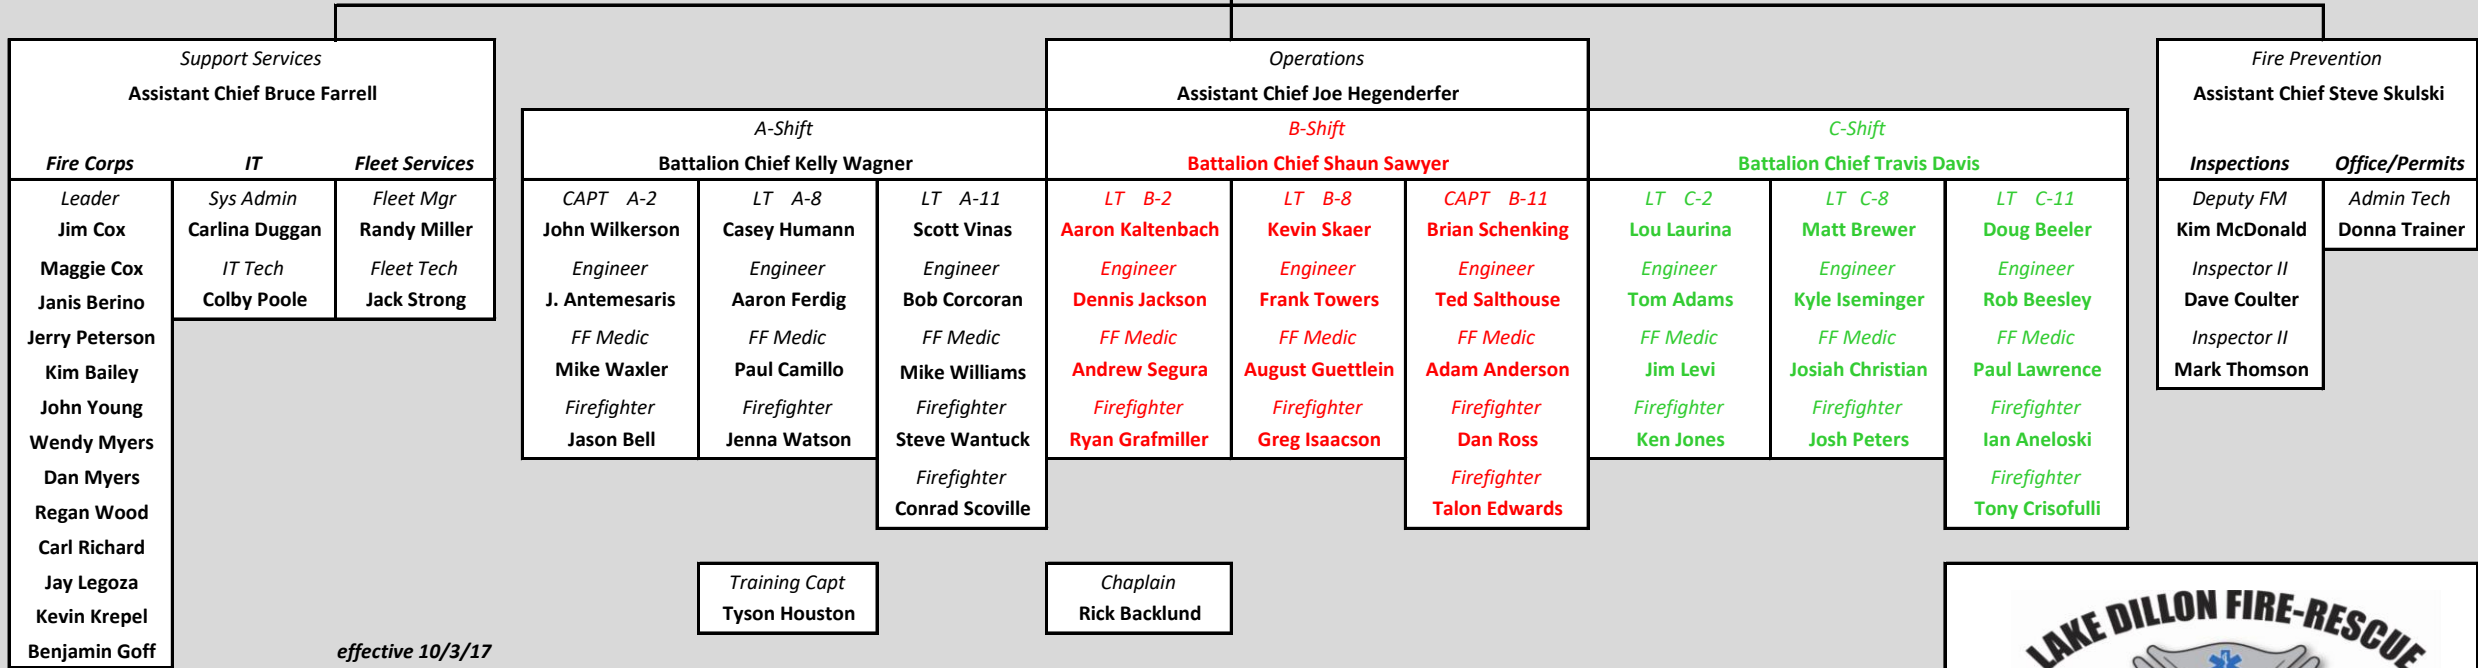 Support Services
Assistant Chief Bruce Farrell
Fire Corps IT Fleet Services
Leader
Jim Cox
Maggie Cox
Janis Berino
Jerry Peterson
Kim Bailey
John Young
Wendy Myers
Dan Myers
Regan Wood
Carl Richard
Jay Legoza
Kevin Krepel
Benjamin Goff
Sys Admin
Carlina Duggan
IT Tech
Colby Poole
Fleet Mgr
Randy Miller
Fleet Tech
Jack Strong
effective 10/3/17
Operations
Assistant Chief Joe Hegenderfer
A-Shift
Battalion Chief Kelly Wagner
CAPT A-2
John Wilkerson
Engineer
J. Antemesaris
FF Medic
Mike Waxler
Firefighter
Jason Bell
LT A-8
Casey Humann
Engineer
Aaron Ferdig
FF Medic
Paul Camillo
Firefighter
Jenna Watson
LT A-11
Scott Vinas
Engineer
Bob Corcoran
FF Medic
Mike Williams
Firefighter
Steve Wantuck
Firefighter
Conrad Scoville
B-Shift
Battalion Chief Shaun Sawyer
LT B-2
Aaron Kaltenbach
Engineer
Dennis Jackson
FF Medic
Andrew Segura
Firefighter
Ryan Grafmiller
LT B-8
Kevin Skaer
Engineer
Frank Towers
FF Medic
August Guettlein
Firefighter
Greg Isaacson
CAPT B-11
Brian Schenking
Engineer
Ted Salthouse
FF Medic
Adam Anderson
Firefighter
Dan Ross
Firefighter
Talon Edwards
C-Shift
Battalion Chief Travis Davis
LT C-2
Lou Laurina
Engineer
Tom Adams
FF Medic
Jim Levi
Firefighter
Ken Jones
LT C-8
Matt Brewer
Engineer
Kyle Iseminger
FF Medic
Josiah Christian
Firefighter
Josh Peters
LT C-11
Doug Beeler
Engineer
Rob Beesley
FF Medic
Paul Lawrence
Firefighter
Ian Aneloski
Firefighter
Tony Crisofulli
Training Capt
Tyson Houston
Chaplain
Rick Backlund
Fire Prevention
Assistant Chief Steve Skulski
Inspections Office/Permits
Deputy FM
Kim McDonald
Inspector II
Dave Coulter
Inspector II
Mark Thomson
Admin Tech
Donna Trainer
LAKE DILLON FIRE-RESCUE